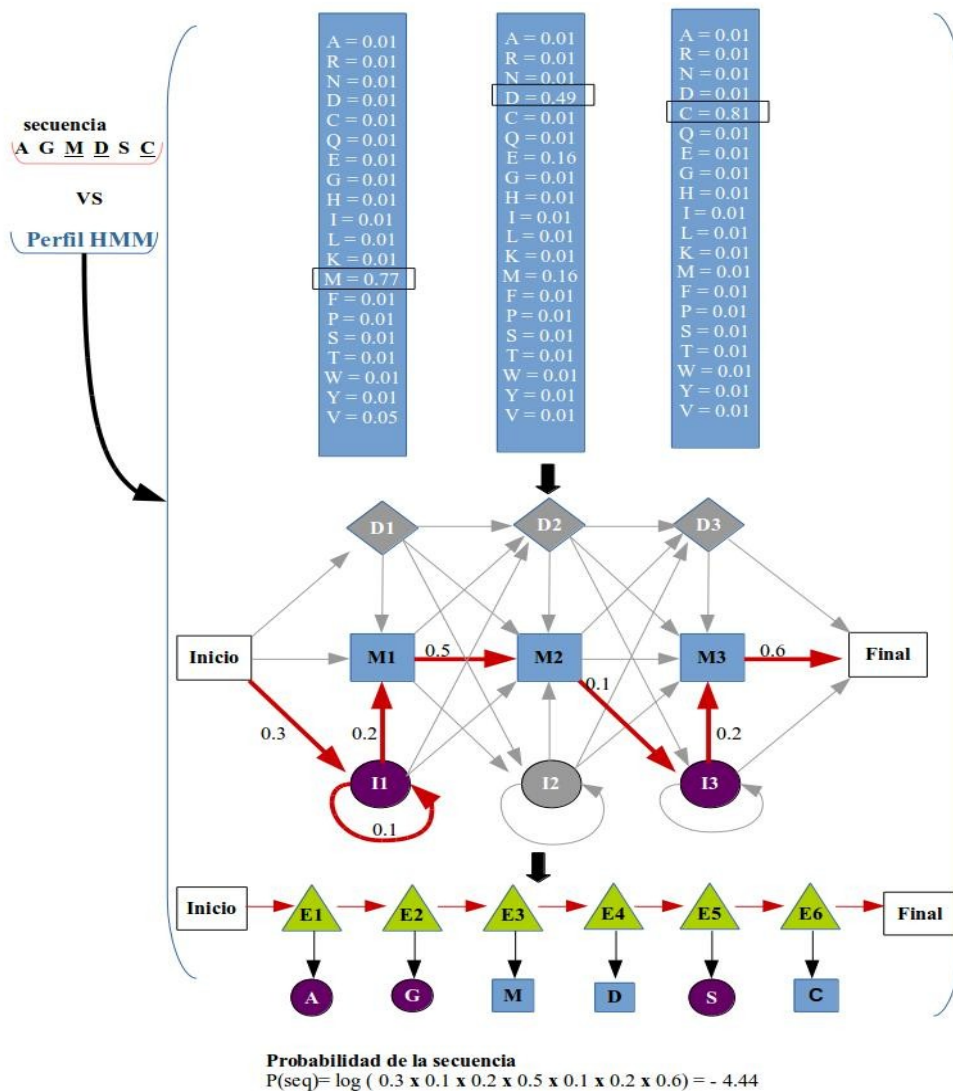 secuencia
A G M D S C
VS
Perfil HMM
A = 0.01
R = 0.01
N = 0.01
D = 0.01
C = 0.01
Q = 0.01
E = 0.01
G = 0.01
H = 0.01
I = 0.01
L = 0.01
K = 0.01
M = 0.77
F = 0.01
P = 0.01
S = 0.01
T = 0.01
W = 0.01
Y = 0.01
V = 0.05
A = 0.01
R = 0.01
N = 0.01
D = 0.49
C = 0.01
Q = 0.01
E = 0.16
G = 0.01
H = 0.01
I = 0.01
L = 0.01
K = 0.01
M = 0.16
F = 0.01
P = 0.01
S = 0.01
T = 0.01
W = 0.01
Y = 0.01
V = 0.01
A = 0.01
R = 0.01
N = 0.01
D = 0.01
C = 0.81
Q = 0.01
E = 0.01
G = 0.01
H = 0.01
I = 0.01
L = 0.01
K = 0.01
M = 0.01
F = 0.01
P = 0.01
S = 0.01
T = 0.01
W = 0.01
Y = 0.01
V = 0.01
D1 D2 D3
Inicio M1 0.5 M2 M3 0.6 Final
0.3 0.2 0.1 0.2
I1 I2 I3
0.1
Inicio E1 E2 E3 E4 E5 E6 Final
A G M D S C
Probabilidad de la secuencia
P(seq)= log ( 0.3 x 0.1 x 0.2 x 0.5 x 0.1 x 0.2 x 0.6) = - 4.44